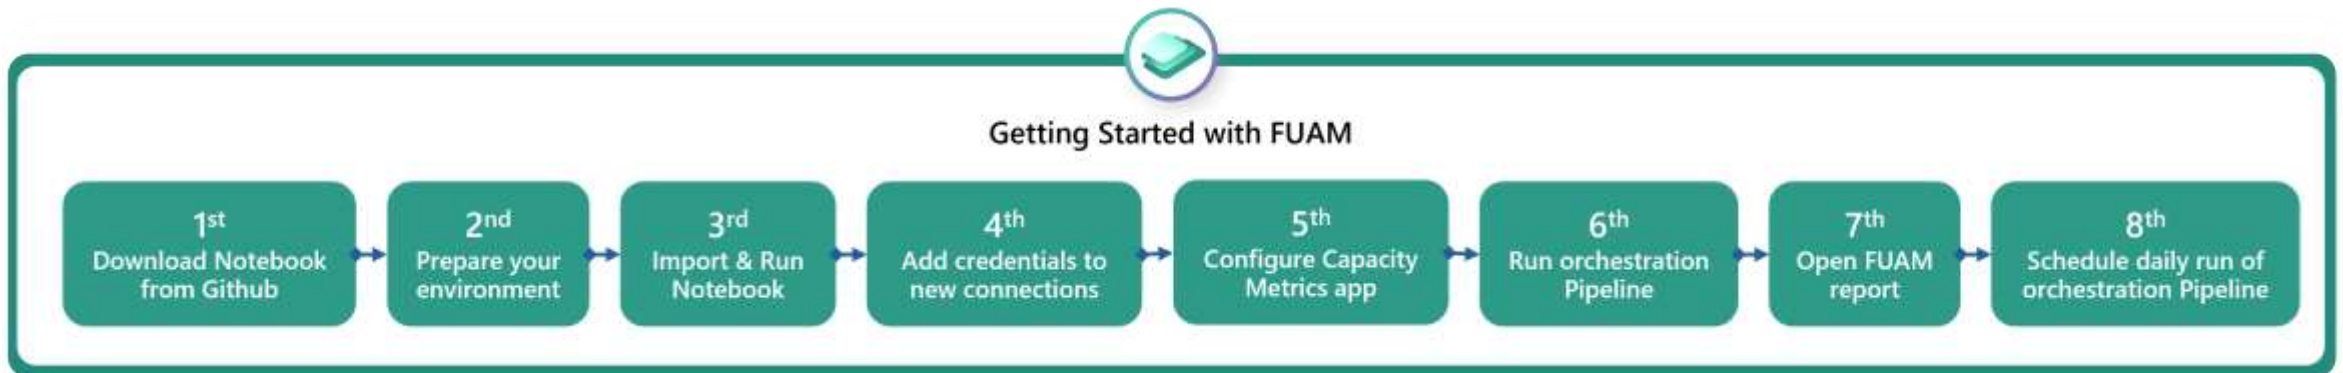 Getting Started with FUAM
1st
Download Notebook
from Github
2nd
Prepare your
environment
3rd
Import & Run
Notebook
4th
Add credentials to
new connections
5th
Configure Capacity
Metrics app
6th
Run orchestration
Pipeline
7th
Open FUAM
report
8th
Schedule daily run of
orchestration Pipeline